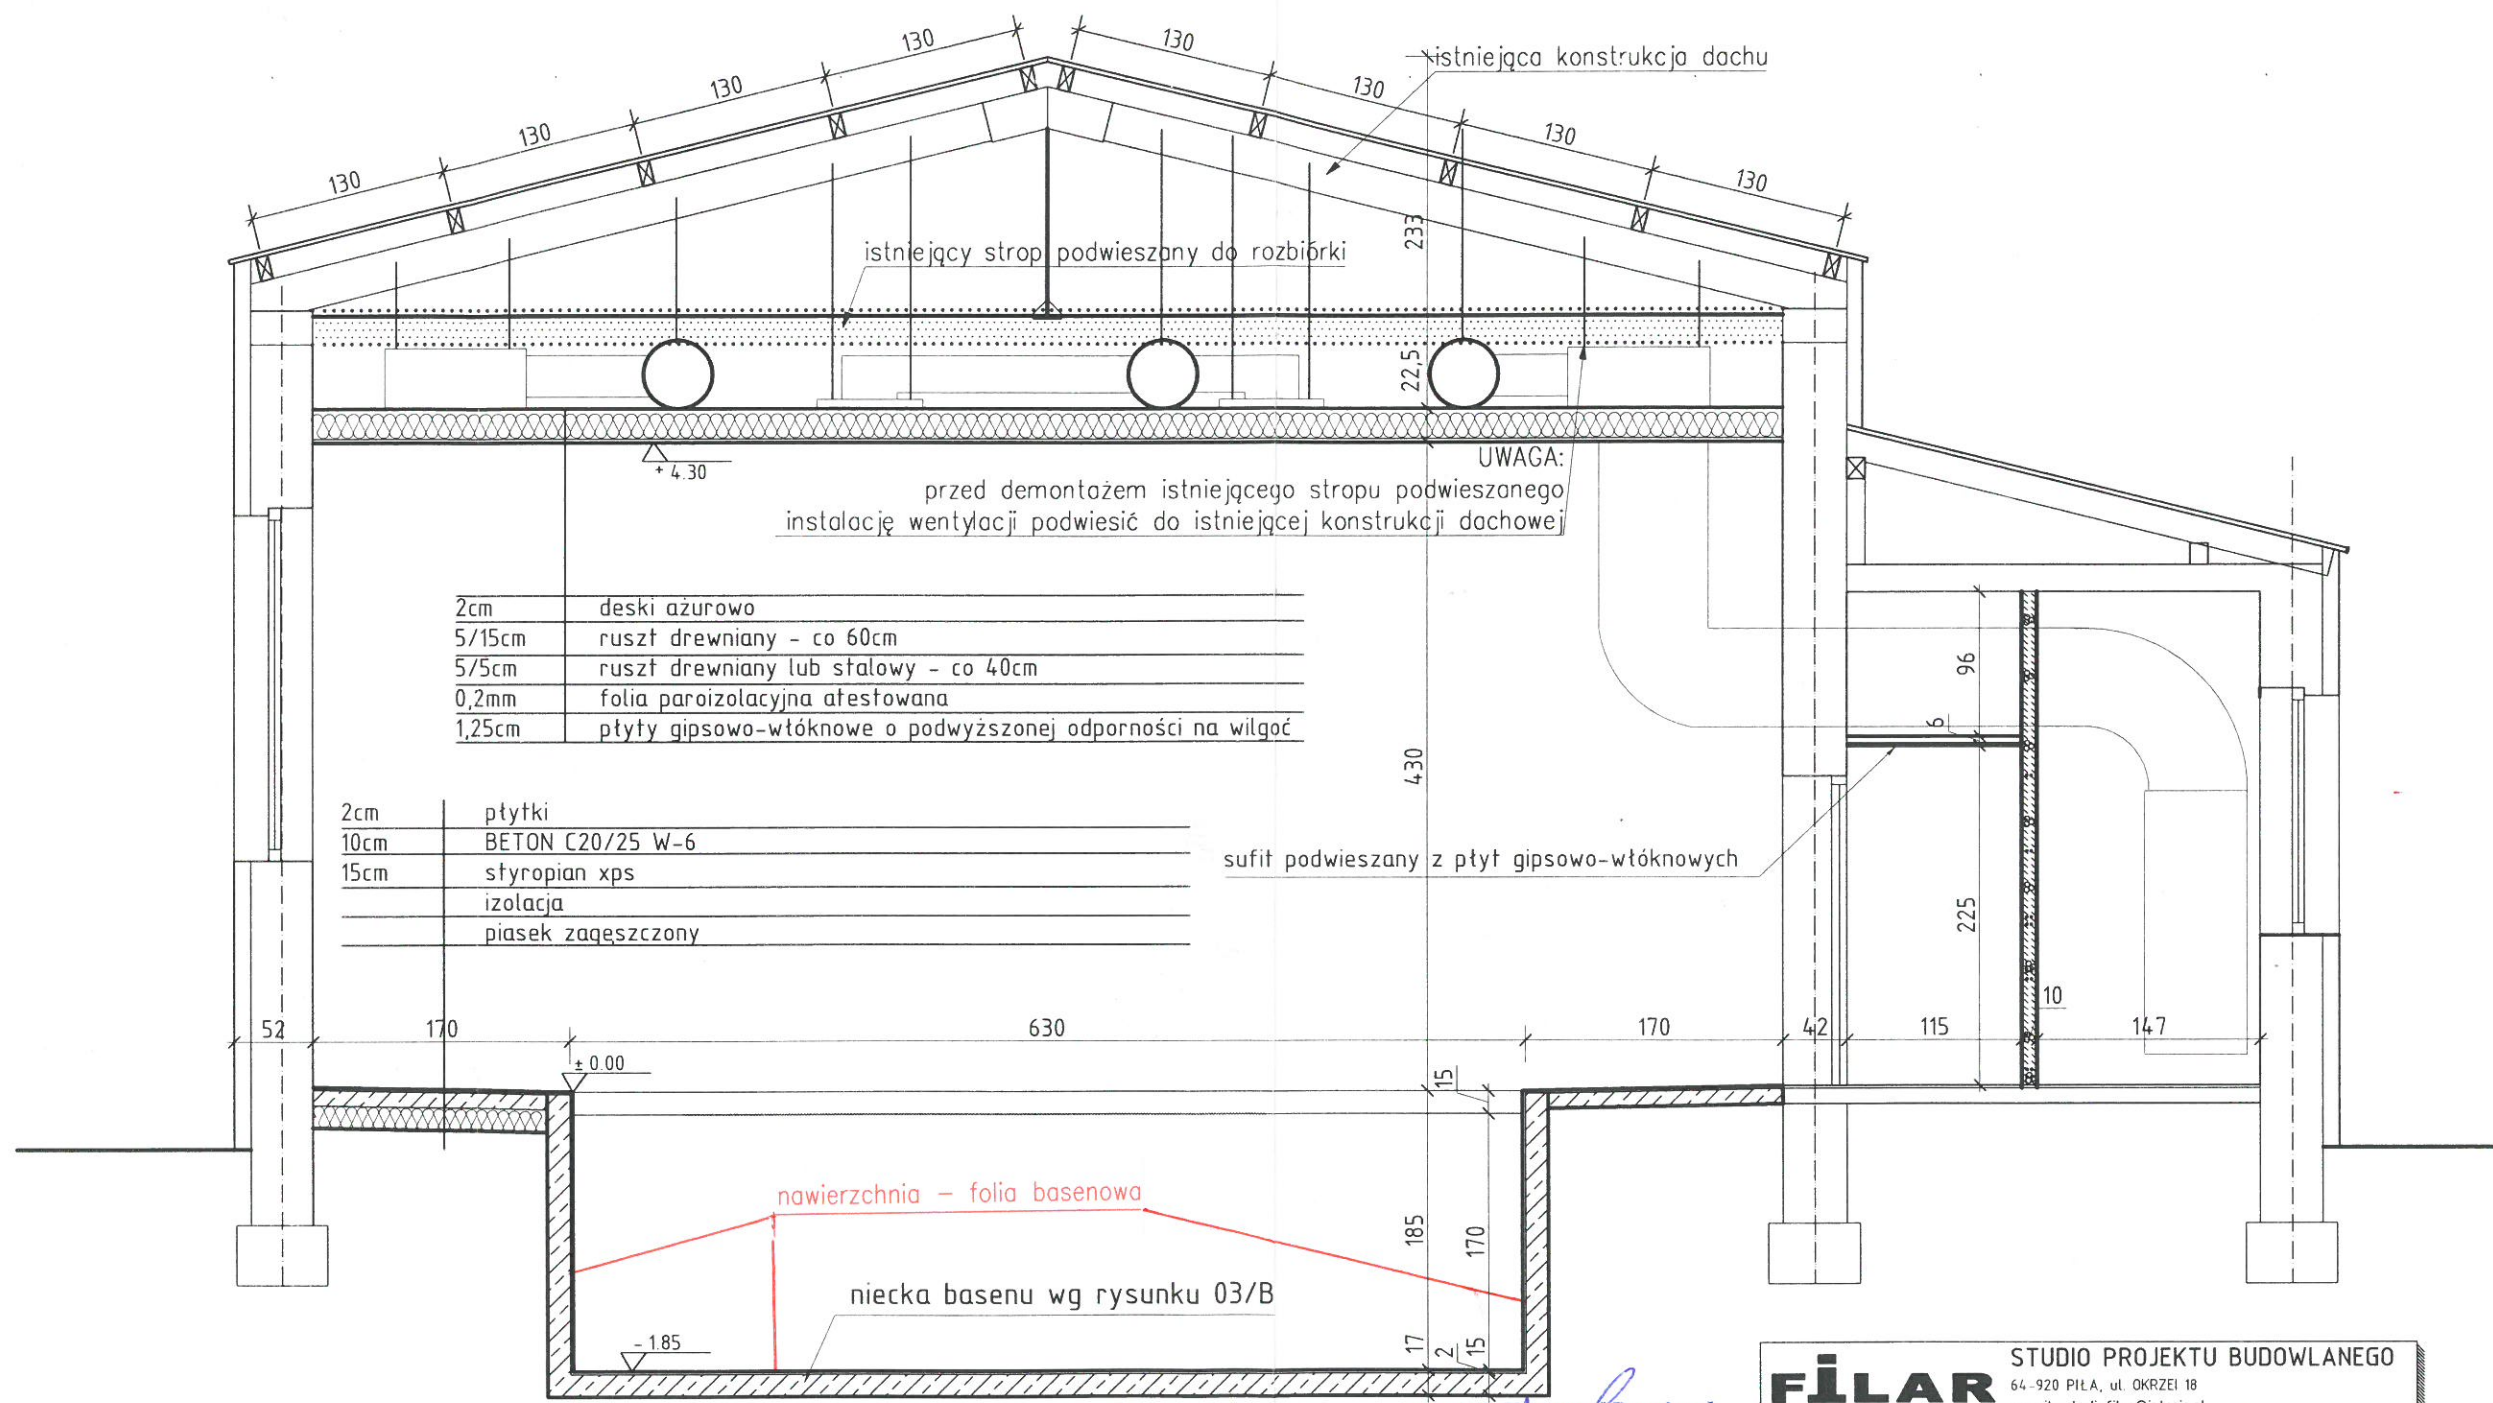 130
130
130
130
130
130
130
130
istniejąca konstrukcja dachu
233
istniejący strop podwieszany do rozbiórki
22,5
+ 4.30
UWAGA:
przed demontażem istniejącego stropu podwieszanego
instalację wentylacji podwiesić do istniejącej konstrukcji dachowej
2cm deski ażurowo
5/15cm ruszt drewniany - co 60cm
5/5cm ruszt drewniany lub stalowy - co 40cm
0,2mm folia paroizolacyjna atestowana
1,25cm płyty gipsowo-włóknowe o podwyższonej odporności na wilgoć
96
6
430
2cm płytki
10cm BETON C20/25 W-6
15cm styropian xps
izolacja
piasek zagęszczony
sufit podwieszany z płyt gipsowo-włóknowych
225
10
52 170 630 170 42 115 147
± 0.00
15
nawierzchnia – folia basenowa
185
170
niecka basenu wg rysunku 03/B
- 1.85
17
2
15
FILAR
STUDIO PROJEKTU BUDOWLANEGO
64-920 PIŁA, ul. OKRZEI 18